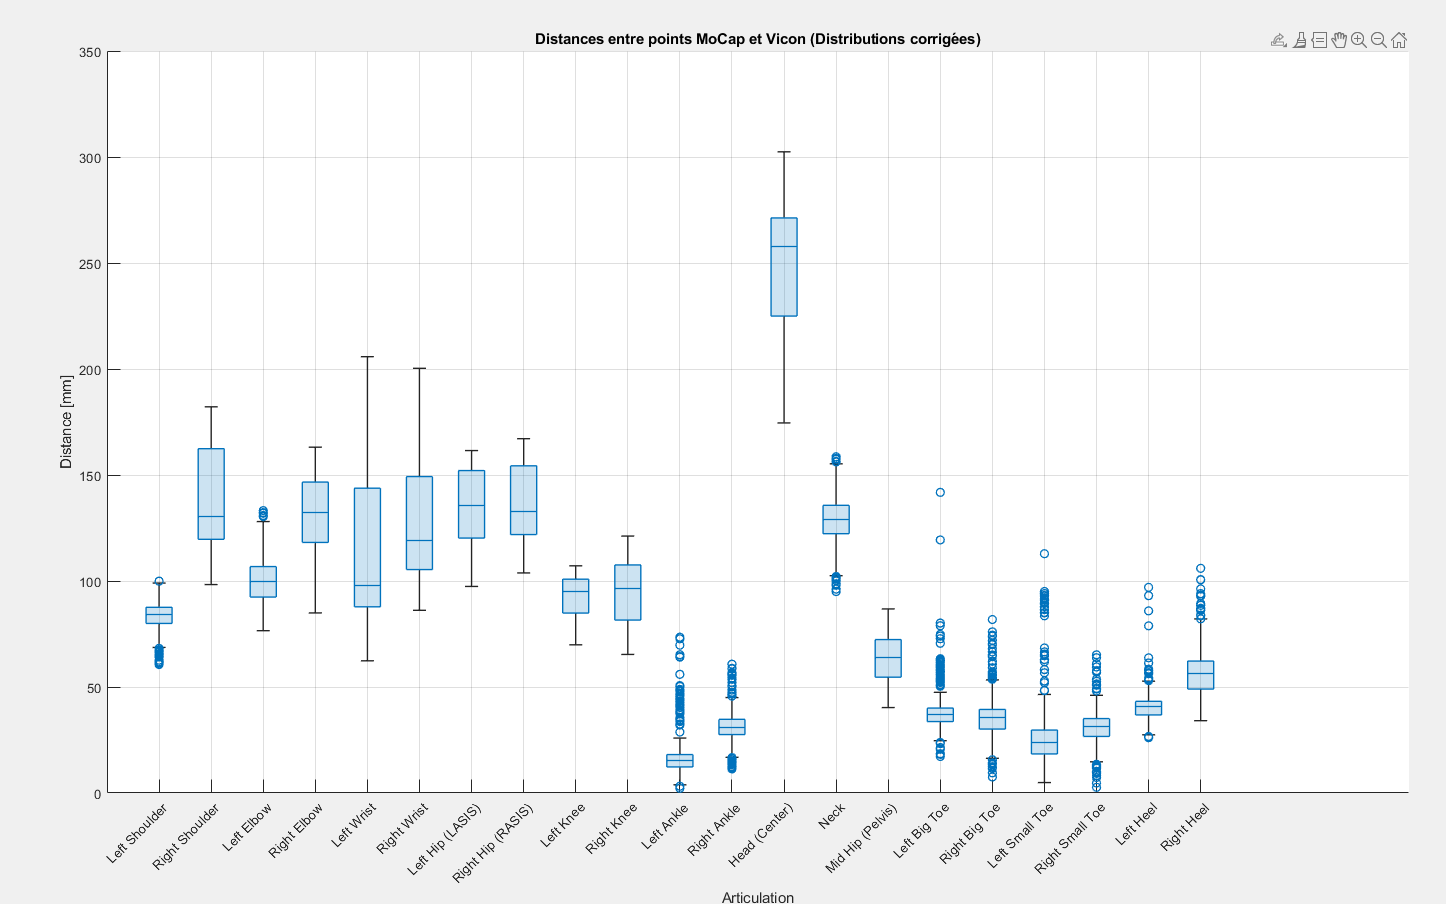 Distances entre points MoCap et Vicon (Distributions corrigées)
350
300
250
200
150
100
50
0
Distance [mm]
Left Shoulder
Right Shoulder
Left Elbow
Right Elbow
Left Wrist
Right Wrist
Left Hip (LASIS)
Right Hip (RASIS)
Left Knee
Right Knee
Left Ankle
Right Ankle
Head (Center)
Neck
Mid Hip (Pelvis)
Left Big Toe
Right Big Toe
Left Small Toe
Right Small Toe
Left Heel
Right Heel
Articulation